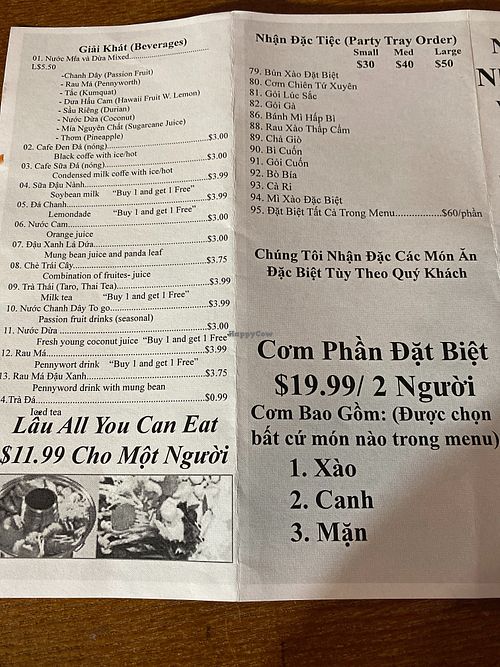 Giải Khát (Beverages)
01. Nước Mía và Dừa Mixed
L$5.50
-Chanh Dây (Passion Fruit)
- Rau Má (Pennyworth)
- Tắc (Kumquat)
- Dưa Hấu Cam (Hawaii Fruit W. Lemon)
- Sầu Riêng (Durian)
- Nước Dừa (Coconut)
- Mía Nguyên Chất (Sugarcane Juice)
- Thơm (Pineapple)
02. Cafe Đen Đá (nóng)..............................$3.00
Black coffe with ice/hot
03. Cafe Sữa Đá (nóng)..............................$3.99
Condensed milk coffe with ice/hot
04. Sữa Đậu Nành..............................$3.99
Soybean milk "Buy 1 and get 1 Free"
05. Đá Chanh..............................$3.99
Lemondade "Buy 1 and get 1 Free"
06. Nước Cam..............................$3.00
Orange juice
07. Đậu Xanh Lá Dứa..............................$3.00
Mung bean juice and panda leaf
08. Chè Trái Cây..............................$3.75
Combination of fruites- juice
09. Trà Thái (Taro, Thai Tea)..............................$3.99
Milk tea "Buy 1 and get 1 Free"
10. Nước Chanh Dây To go..............................$3.99
Passion fruit drinks (seasonal)
11. Nước Dừa..............................$3.00
Fresh young coconut juice "Buy 1 and get 1 Free"
12. Rau Má..............................$3.99
Pennywort drink "Buy 1 and get 1 Free"
13. Rau Má Đậu Xanh..............................$3.75
Pennyword drink with mung bean
4.Trà Đá..............................$0.99
Iced tea
Lẩu All You Can Eat
$11.99 Cho Một Người
Nhận Đặc Tiệc (Party Tray Order)
Small Med Large
$30 $40 $50
79. Bún Xào Đặt Biệt
80. Cơm Chiên Tứ Xuyên
81. Gỏi Lúc Sắc
82. Gỏi Gà
86. Bánh Mì Hấp Bì
88. Rau Xào Thập Cẩm
89. Chả Giò
90. Bì Cuốn
91. Gỏi Cuốn
92. Bò Bía
93. Cà Ri
94. Mì Xào Đặc Biệt
95. Đặt Biệt Tất Cả Trong Menu....................$60/phần
Chúng Tôi Nhận Đặc Các Món Ăn
Đặc Biệt Tùy Theo Quý Khách
HappyCow
Cơm Phần Đặt Biệt
$19.99/ 2 Người
Cơm Bao Gồm: (Được chọn
bất cứ món nào trong menu)
1. Xào
2. Canh
3. Mặn